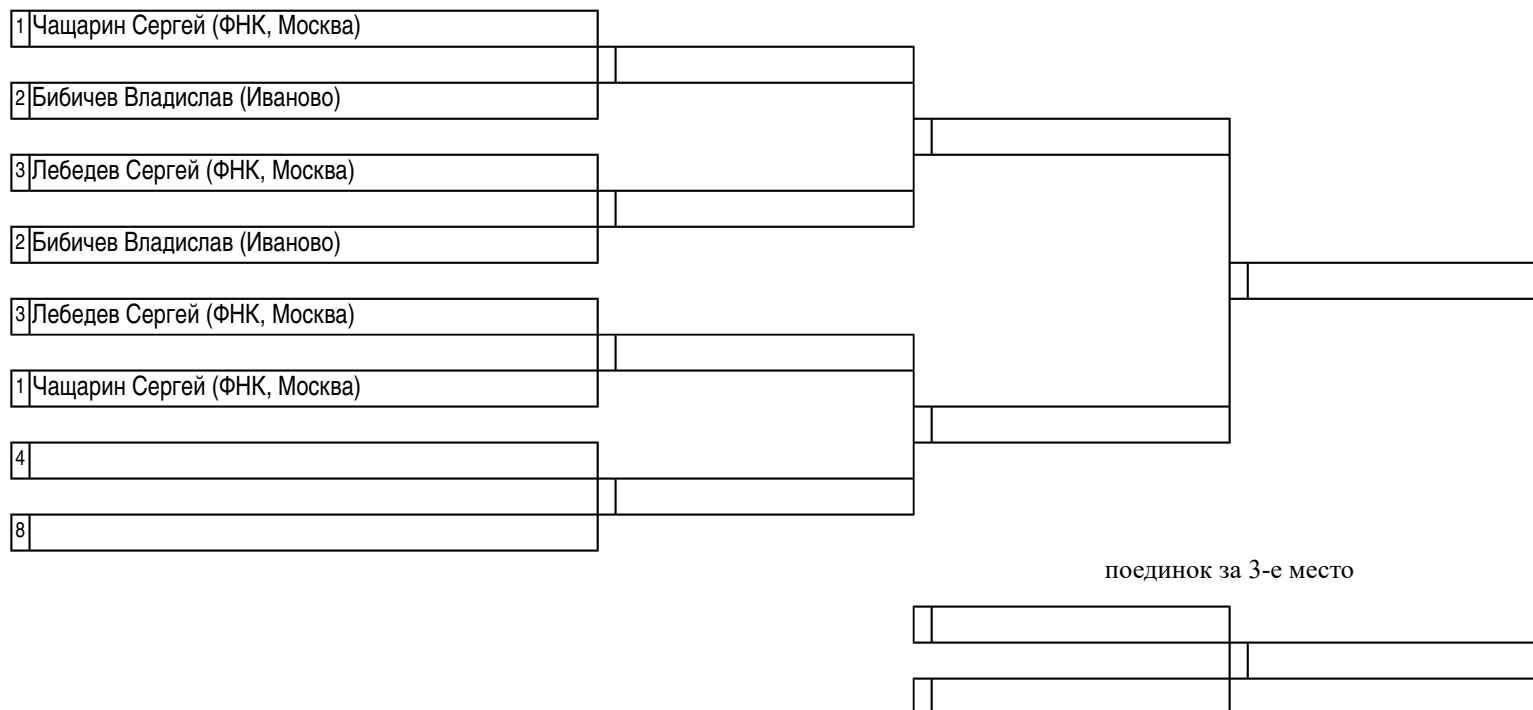 1 Чащарин Сергей (ФНК, Москва)
2 Бибичев Владислав (Иваново)
3 Лебедев Сергей (ФНК, Москва)
2 Бибичев Владислав (Иваново)
3 Лебедев Сергей (ФНК, Москва)
1 Чащарин Сергей (ФНК, Москва)
4
8
поединок за 3-е место